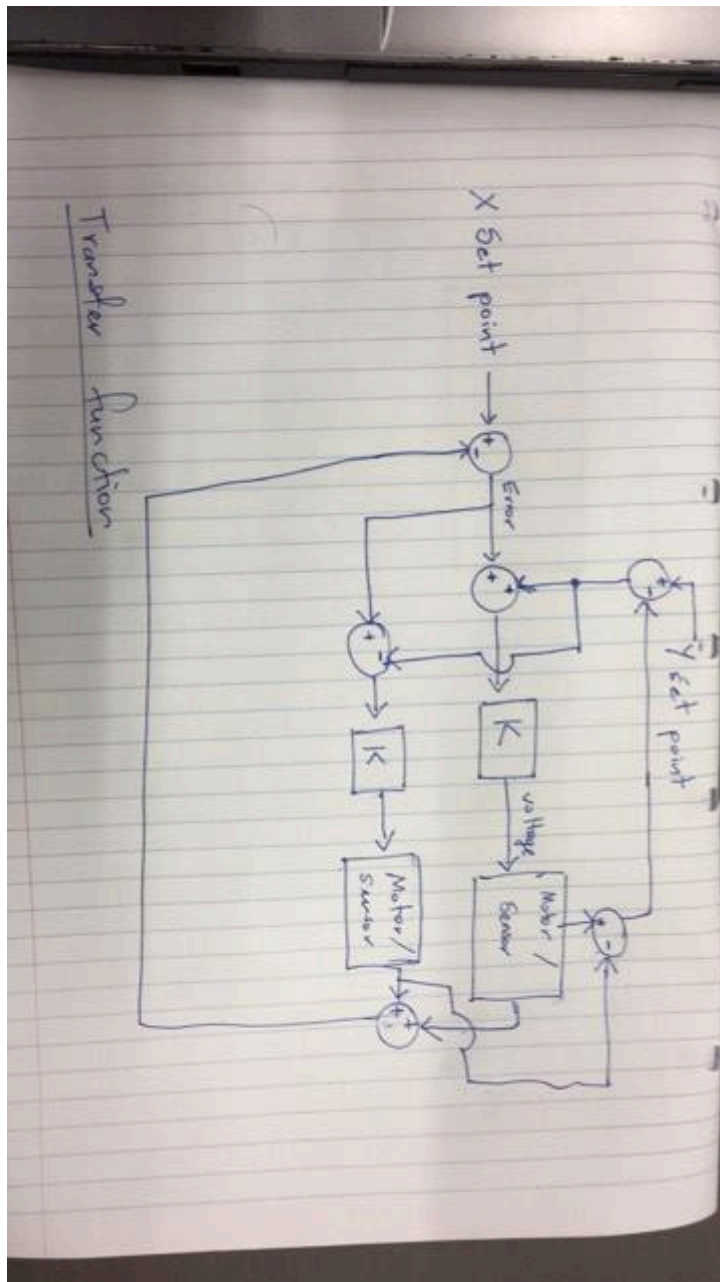 Y Set point
X Set point
Error
+
-
+
-
+
+
+
-
K
voltage
Motor /
Sensor
+
-
K
Motor /
sensor
+
+
Transfer function